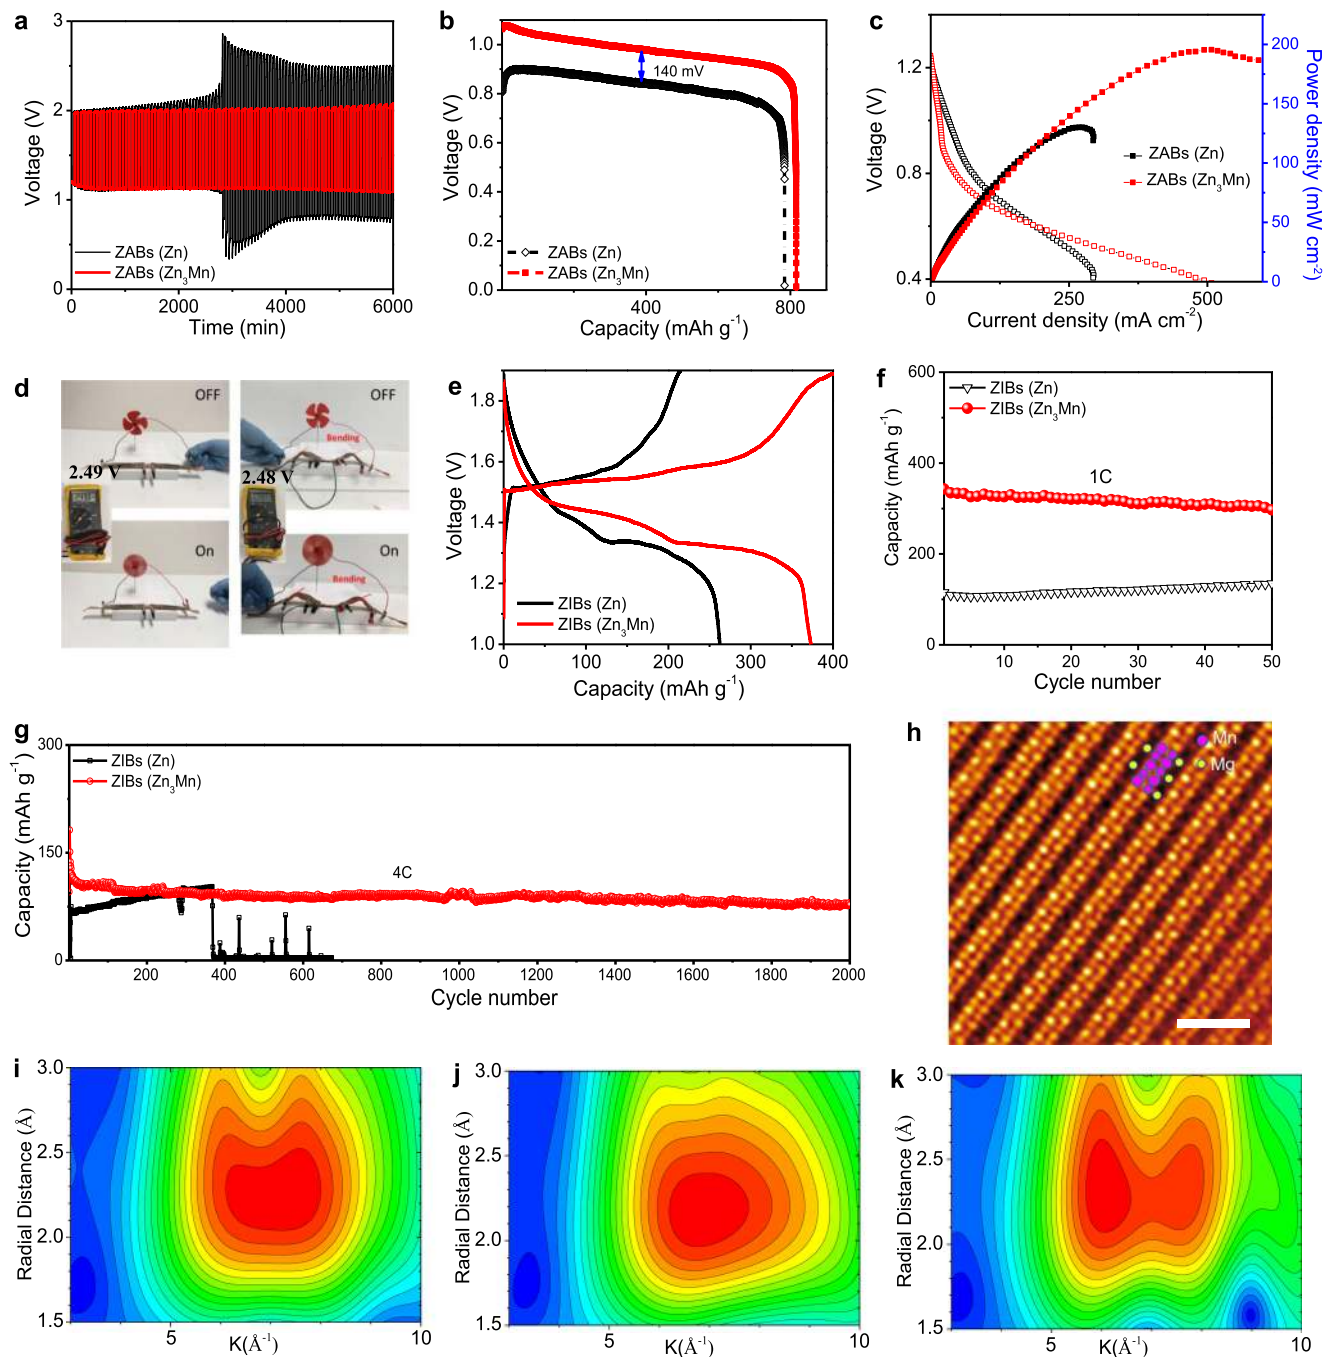 a
3
2
1
0
Voltage (V)
0
2000
4000
6000
Time (min)
ZABs (Zn)
ZABs (Zn3Mn)
b
1.0
0.8
0.6
0.4
0.2
0.0
Voltage (V)
400
800
Capacity (mAh g-1)
140 mV
ZABs (Zn)
ZABs (Zn3Mn)
c
1.2
0.8
0.4
Voltage (V)
0
250
500
Current density (mA cm-2)
200
150
100
50
0
Power density (mW cm-2)
ZABs (Zn)
ZABs (Zn3Mn)
d
OFF
OFF
Bending
2.49 V
2.48 V
On
On
Bending
e
1.8
1.6
1.4
1.2
1.0
Voltage (V)
0
100
200
300
400
Capacity (mAh g-1)
ZIBs (Zn)
ZIBs (Zn3Mn)
f
600
400
200
0
Capacity (mAh g-1)
10
20
30
40
50
Cycle number
ZIBs (Zn)
ZIBs (Zn3Mn)
1C
g
300
150
0
Capacity (mAh g-1)
200
400
600
800
1000
1200
1400
1600
1800
2000
Cycle number
ZIBs (Zn)
ZIBs (Zn3Mn)
4C
h
Mn
Mg
i
3.0
2.5
2.0
1.5
Radial Distance (Å)
5
10
K(Å-1)
j
3.0
2.5
2.0
1.5
Radial Distance (Å)
5
10
K(Å-1)
k
3.0
2.5
2.0
1.5
Radial Distance (Å)
5
10
K(Å-1)